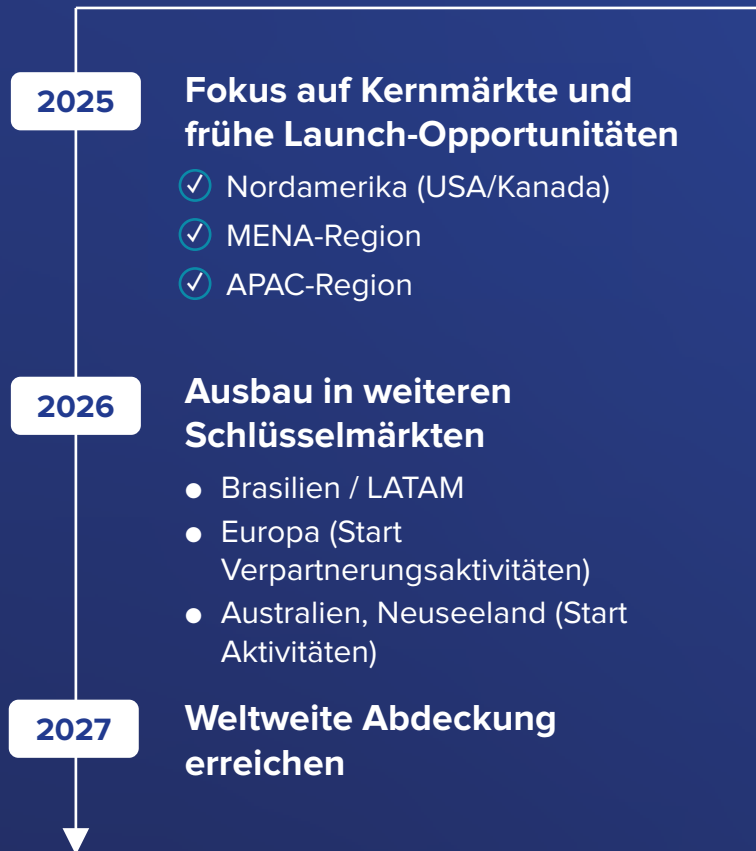 2025
Fokus auf Kernmärkte und
frühe Launch-Opportunitäten
Nordamerika (USA/Kanada)
MENA-Region
APAC-Region
2026
Ausbau in weiteren
Schlüsselmärkten
Brasilien / LATAM
Europa (Start
Verpartnerungsaktivitäten)
Australien, Neuseeland (Start
Aktivitäten)
2027
Weltweite Abdeckung
erreichen